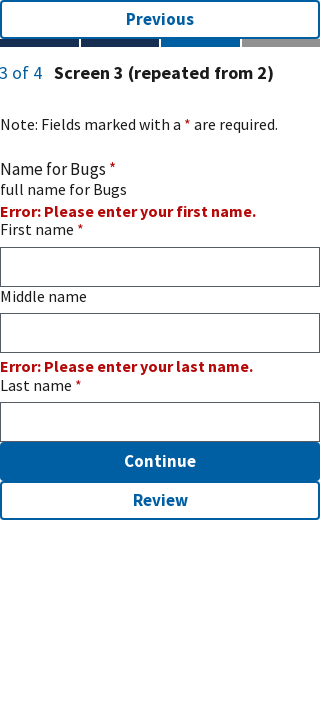 Previous
3 of 4 Screen 3 (repeated from 2)
Note: Fields marked with a * are required.
Name for Bugs *
full name for Bugs
Error: Please enter your first name.
First name *
Middle name
Error: Please enter your last name.
Last name *
Continue
Review